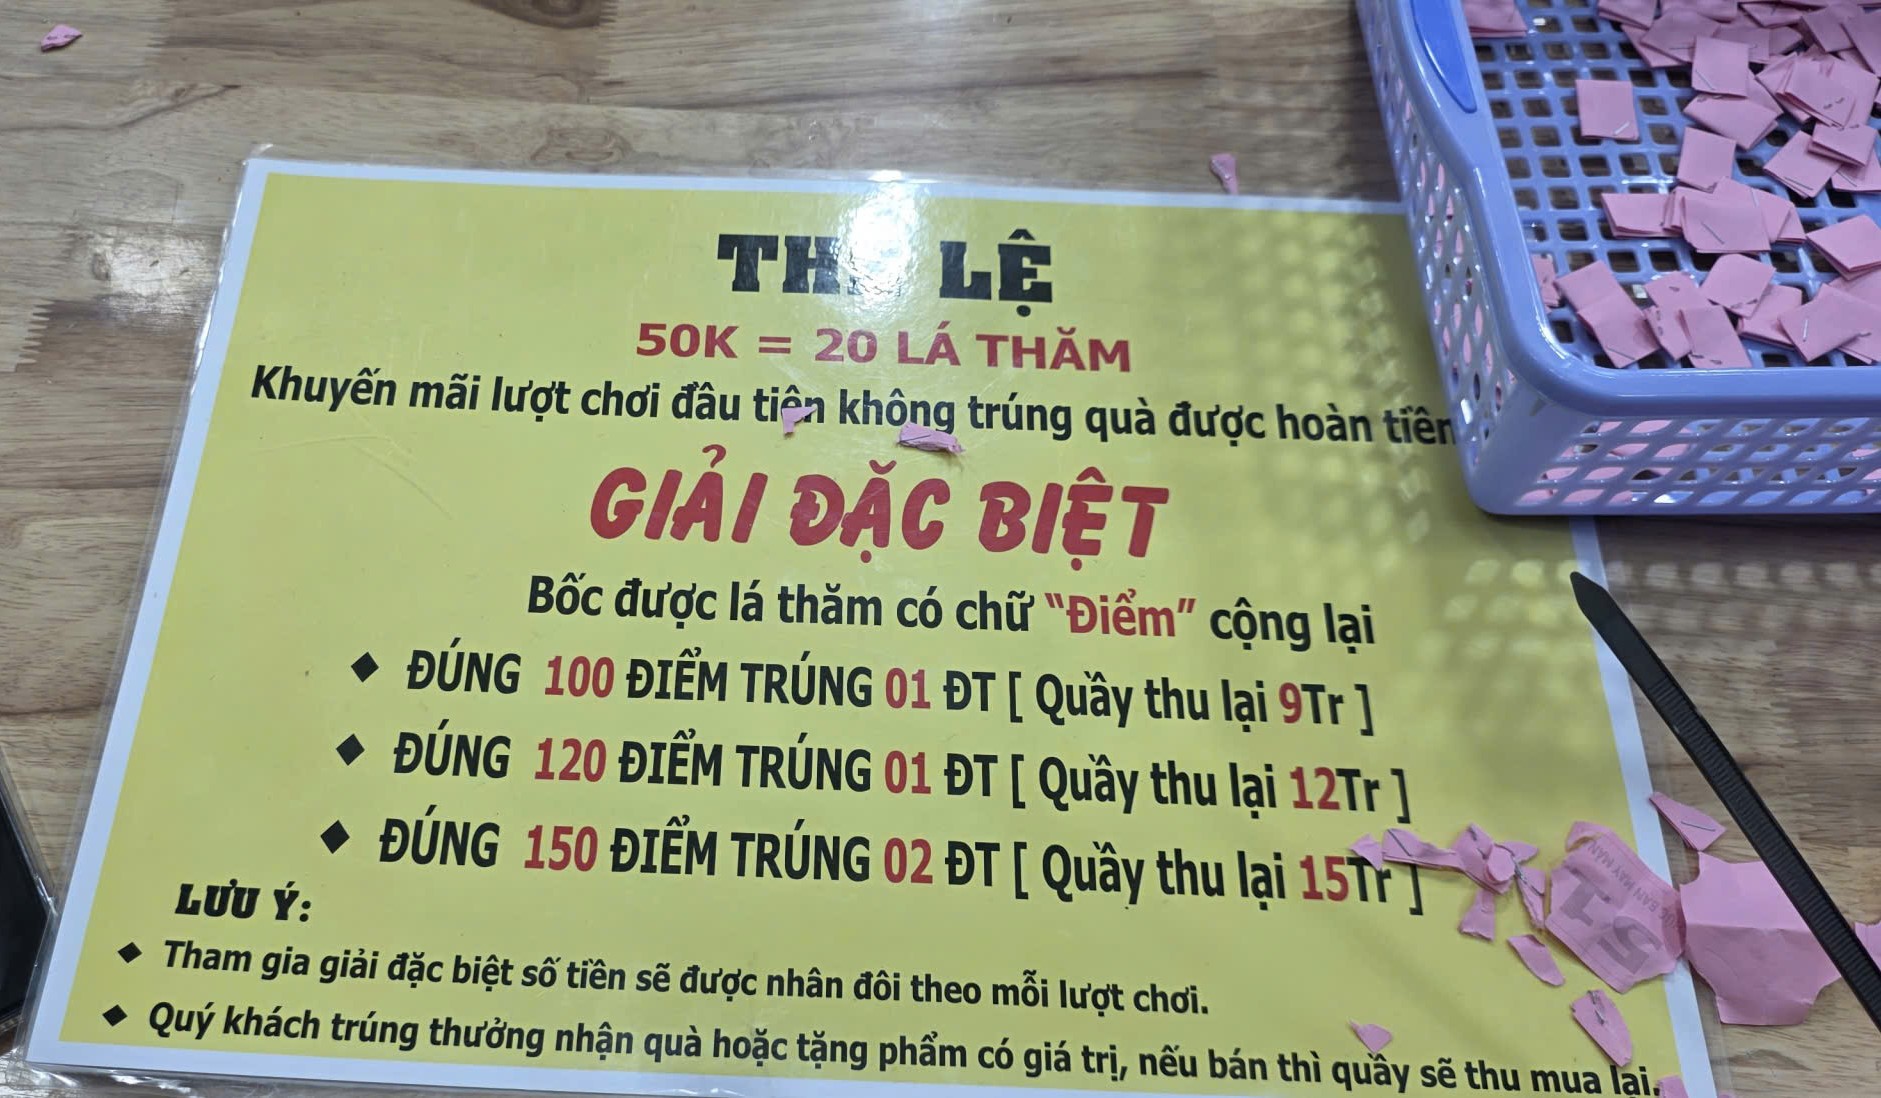 THỂ LỆ
50K = 20 LÁ THĂM
Khuyến mãi lượt chơi đầu tiên không trúng quà được hoàn tiền
GIẢI ĐẶC BIỆT
Bốc được lá thăm có chữ "Điểm" cộng lại
◆ ĐÚNG 100 ĐIỂM TRÚNG 01 ĐT [ Quầy thu lại 9Tr ]
◆ ĐÚNG 120 ĐIỂM TRÚNG 01 ĐT [ Quầy thu lại 12Tr ]
◆ ĐÚNG 150 ĐIỂM TRÚNG 02 ĐT [ Quầy thu lại 15Tr ]
LƯU Ý:
◆ Tham gia giải đặc biệt số tiền sẽ được nhân đôi theo mỗi lượt chơi.
◆ Quý khách trúng thưởng nhận quà hoặc tặng phẩm có giá trị, nếu bán thì quầy sẽ thu mua lại.
BẠN MAY MẮN